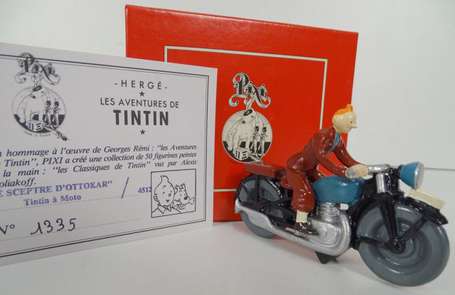 Pixi
- HERGÉ -
LES AVENTURES
DE TINTIN
n hommage à l'œuvre de Georges Rémi : "les Aventures
Tintin", PIXI a créé une collection de 50 figurines peintes
la main : "les Classiques de Tintin" vus par Alexis
oliakoff.
E SCEPTRE D'OTTOKAR" / 4512
Tintin à Moto
N° 1335
Pixi